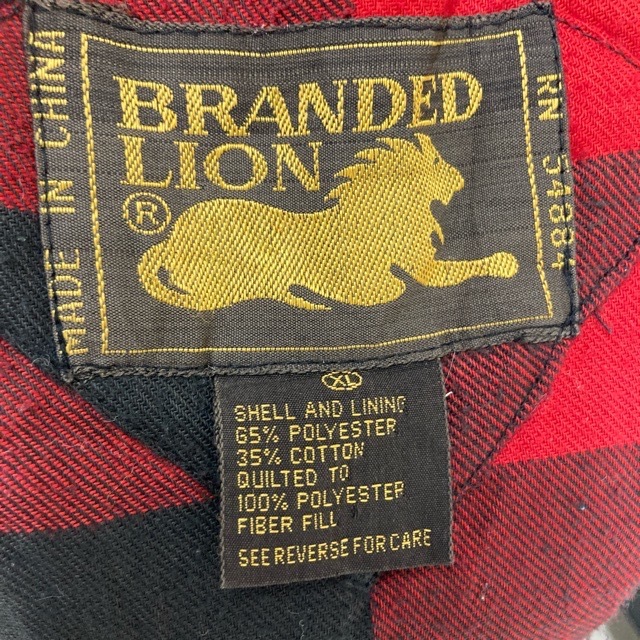 BRANDED
LION
®
MADE IN CHINA
RN 54884
XL
SHELL AND LINING
65% POLYESTER
35% COTTON
QUILTED TO
100% POLYESTER
FIBER FILL
SEE REVERSE FOR CARE